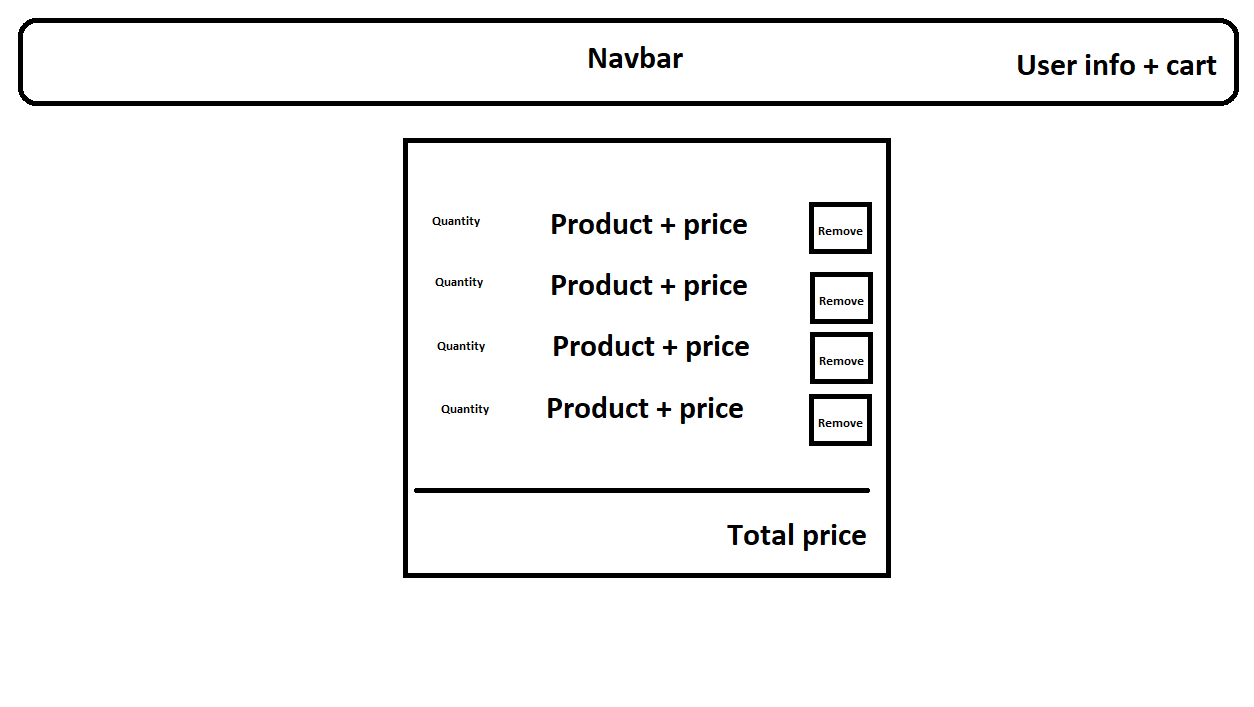 Navbar
User info + cart
Quantity Product + price Remove
Quantity Product + price Remove
Quantity Product + price Remove
Quantity Product + price Remove
Total price